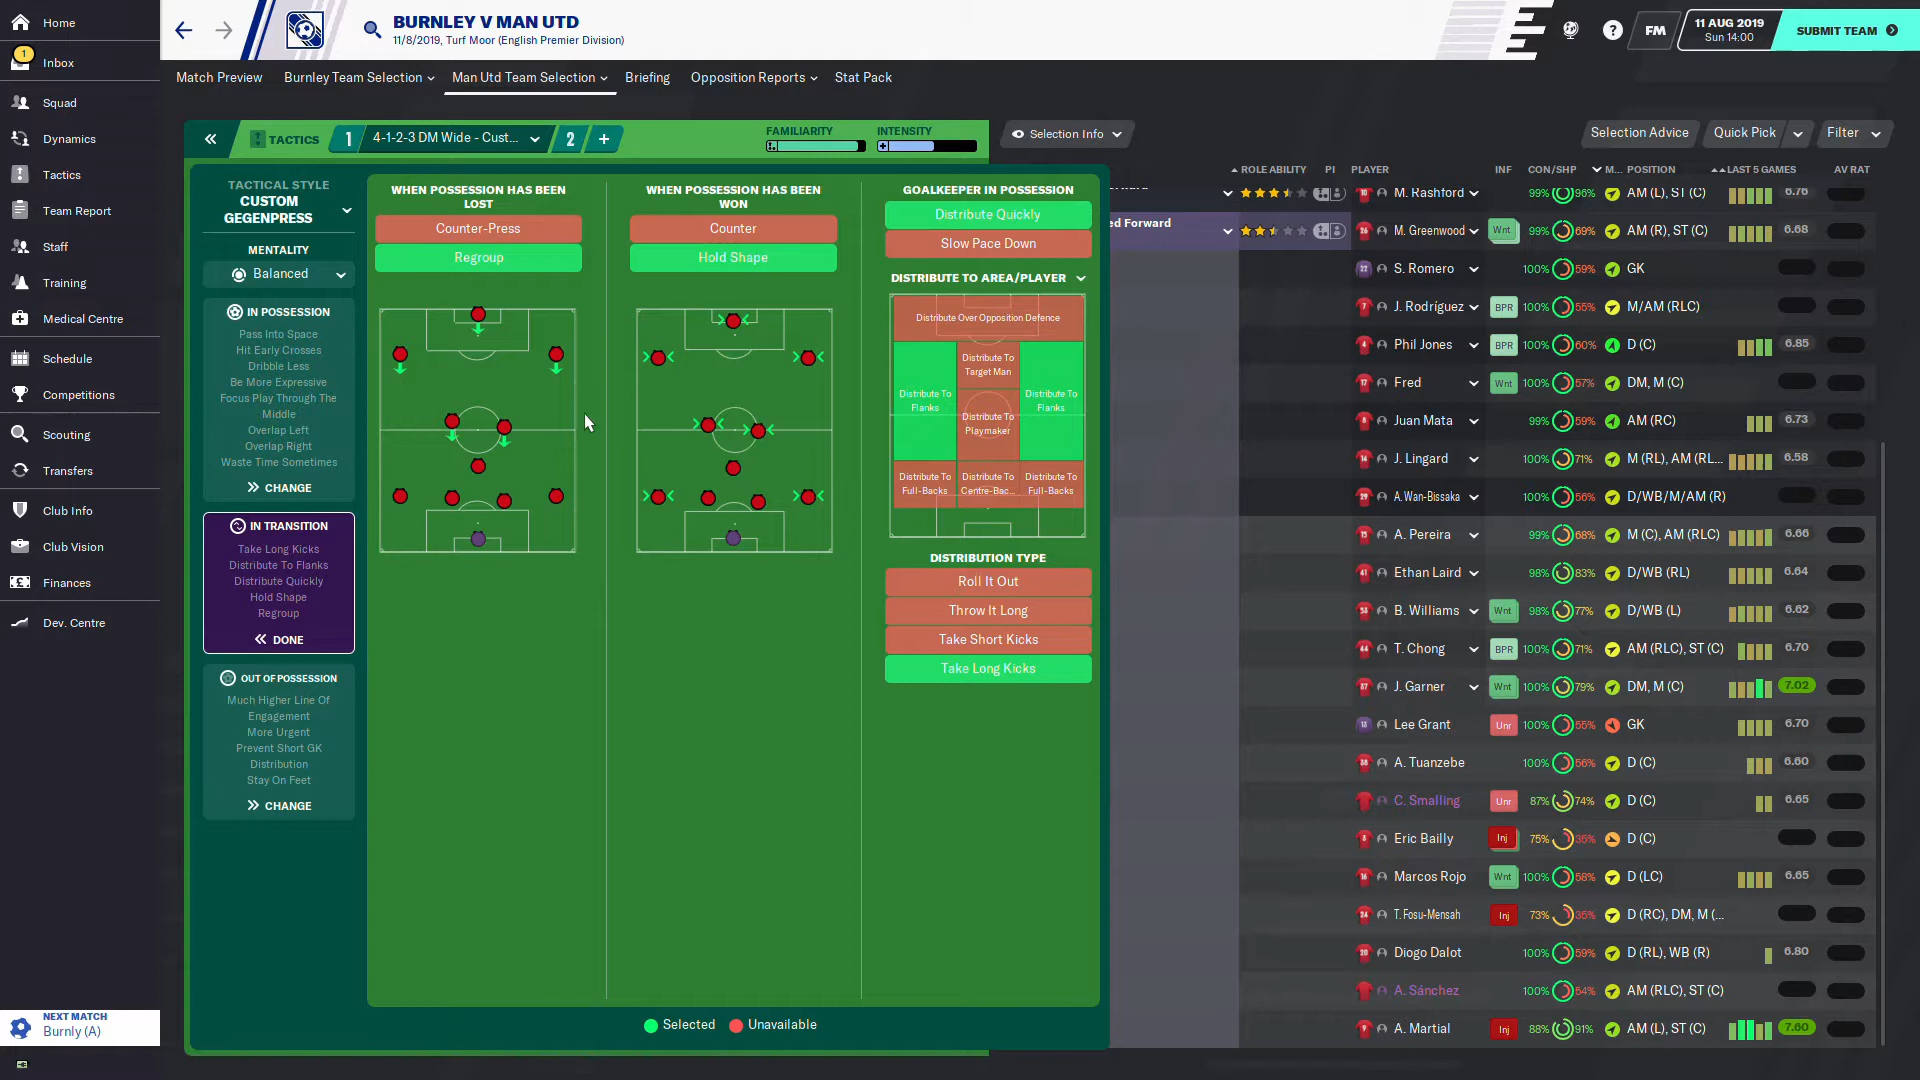 Home
1
Inbox
Squad
Dynamics
Tactics
Team Report
Staff
Training
Medical Centre
Schedule
Competitions
Scouting
Transfers
Club Info
Club Vision
Finances
Dev. Centre
NEXT MATCH
Burnly (A)
BURNLEY V MAN UTD
11/8/2019, Turf Moor (English Premier Division)
? FM
11 AUG 2019
Sun 14:00
SUBMIT TEAM
Match Preview Burnley Team Selection Man Utd Team Selection Briefing Opposition Reports Stat Pack
TACTICS 1 4-1-2-3 DM Wide - Cust... 2 +
FAMILIARITY INTENSITY
Selection Info
Selection Advice Quick Pick Filter
TACTICAL STYLE
CUSTOM
GEGENPRESS
MENTALITY
Balanced
IN POSSESSION
Pass Into Space
Hit Early Crosses
Dribble Less
Be More Expressive
Focus Play Through The
Middle
Overlap Left
Overlap Right
Waste Time Sometimes
CHANGE
IN TRANSITION
Take Long Kicks
Distribute To Flanks
Distribute Quickly
Hold Shape
Regroup
DONE
OUT OF POSSESSION
Much Higher Line Of
Engagement
More Urgent
Prevent Short GK
Distribution
Stay On Feet
CHANGE
WHEN POSSESSION HAS BEEN
LOST
Counter-Press
Regroup
WHEN POSSESSION HAS BEEN
WON
Counter
Hold Shape
GOALKEEPER IN POSSESSION
Distribute Quickly
Slow Pace Down
DISTRIBUTE TO AREA/PLAYER
Distribute Over Opposition Defence
Distribute To
Target Man
Distribute To
Flanks
Distribute To
Playmaker
Distribute To
Flanks
Distribute To
Full-Backs
Distribute To
Centre-Bac...
Distribute To
Full-Backs
DISTRIBUTION TYPE
Roll It Out
Throw It Long
Take Short Kicks
Take Long Kicks
Selected Unavailable
ROLE ABILITY PI PLAYER INF CON/SHP M... POSITION LAST 5 GAMES AV RAT
M. Rashford 99% 96% AM (L), ST (C) 6.76
ed Forward M. Greenwood Wnt 99% 69% AM (R), ST (C) 6.68
S. Romero 100% 59% GK
J. Rodríguez BPR 100% 55% M/AM (RLC)
Phil Jones BPR 100% 60% D (C) 6.85
Fred Wnt 100% 57% DM, M (C)
Juan Mata 99% 59% AM (RC) 6.73
J. Lingard 100% 71% M (RL), AM (RL... 6.58
A. Wan-Bissaka 100% 56% D/WB/M/AM (R)
A. Pereira 99% 68% M (C), AM (RLC) 6.66
Ethan Laird 98% 83% D/WB (RL) 6.64
B. Williams Wnt 98% 77% D/WB (L) 6.62
T. Chong BPR 100% 71% AM (RLC), ST (C) 6.70
J. Garner Wnt 100% 79% DM, M (C) 7.02
Lee Grant Unr 100% 55% GK 6.70
A. Tuanzebe 100% 56% D (C) 6.60
C. Smalling Unr 87% 74% D (C) 6.65
Eric Bailly Inj 75% 35% D (C)
Marcos Rojo Wnt 100% 58% D (LC) 6.65
T. Fosu-Mensah Inj 73% 35% D (RC), DM, M (...
Diogo Dalot 100% 59% D (RL), WB (R) 6.80
A. Sánchez 100% 54% AM (RLC), ST (C)
A. Martial Inj 88% 91% AM (L), ST (C) 7.60